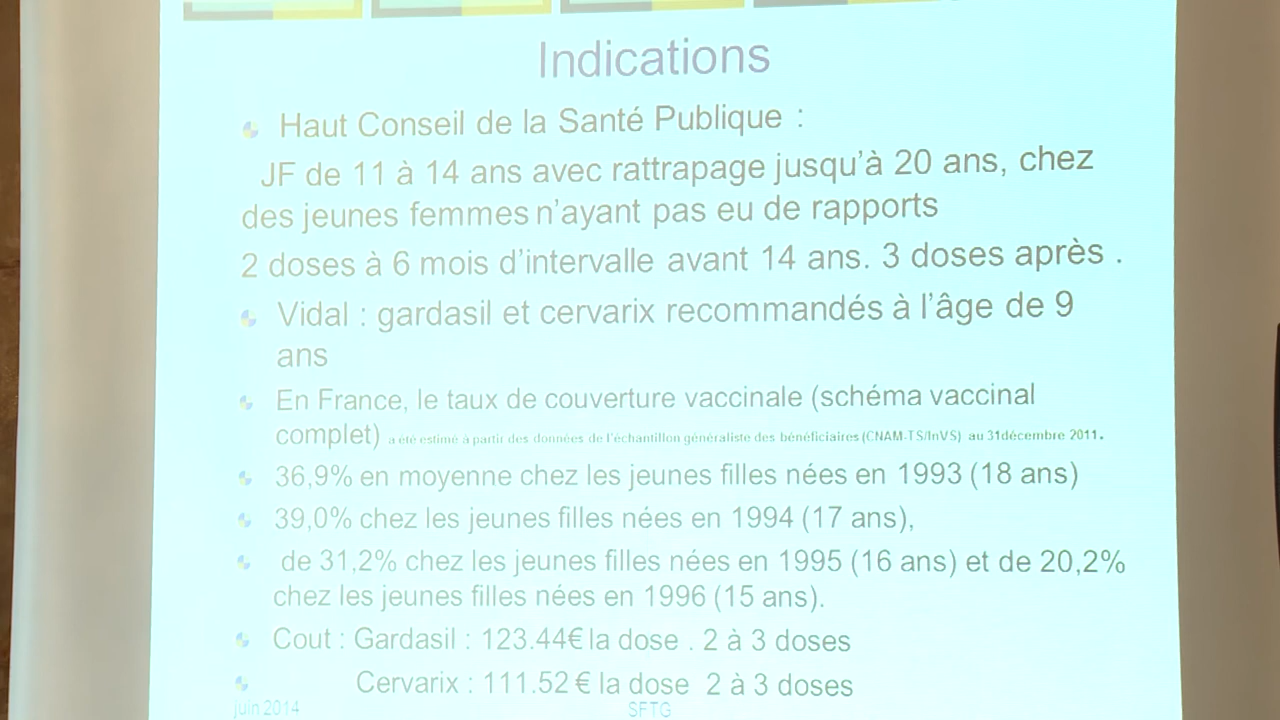 Indications
Haut Conseil de la Santé Publique :
JF de 11 à 14 ans avec rattrapage jusqu'à 20 ans, chez
des jeunes femmes n'ayant pas eu de rapports
2 doses à 6 mois d'intervalle avant 14 ans. 3 doses après .
Vidal : gardasil et cervarix recommandés à l'âge de 9
ans
En France, le taux de couverture vaccinale (schéma vaccinal
complet) a été estimé à partir des données de l'échantillon généraliste des bénéficiaires (CNAM-TS/InVS) au 31décembre 2011.
36,9% en moyenne chez les jeunes filles nées en 1993 (18 ans)
39,0% chez les jeunes filles nées en 1994 (17 ans),
de 31,2% chez les jeunes filles nées en 1995 (16 ans) et de 20,2%
chez les jeunes filles nées en 1996 (15 ans).
Cout : Gardasil : 123.44€ la dose . 2 à 3 doses
Cervarix : 111.52 € la dose 2 à 3 doses
juin 2014
SFTG